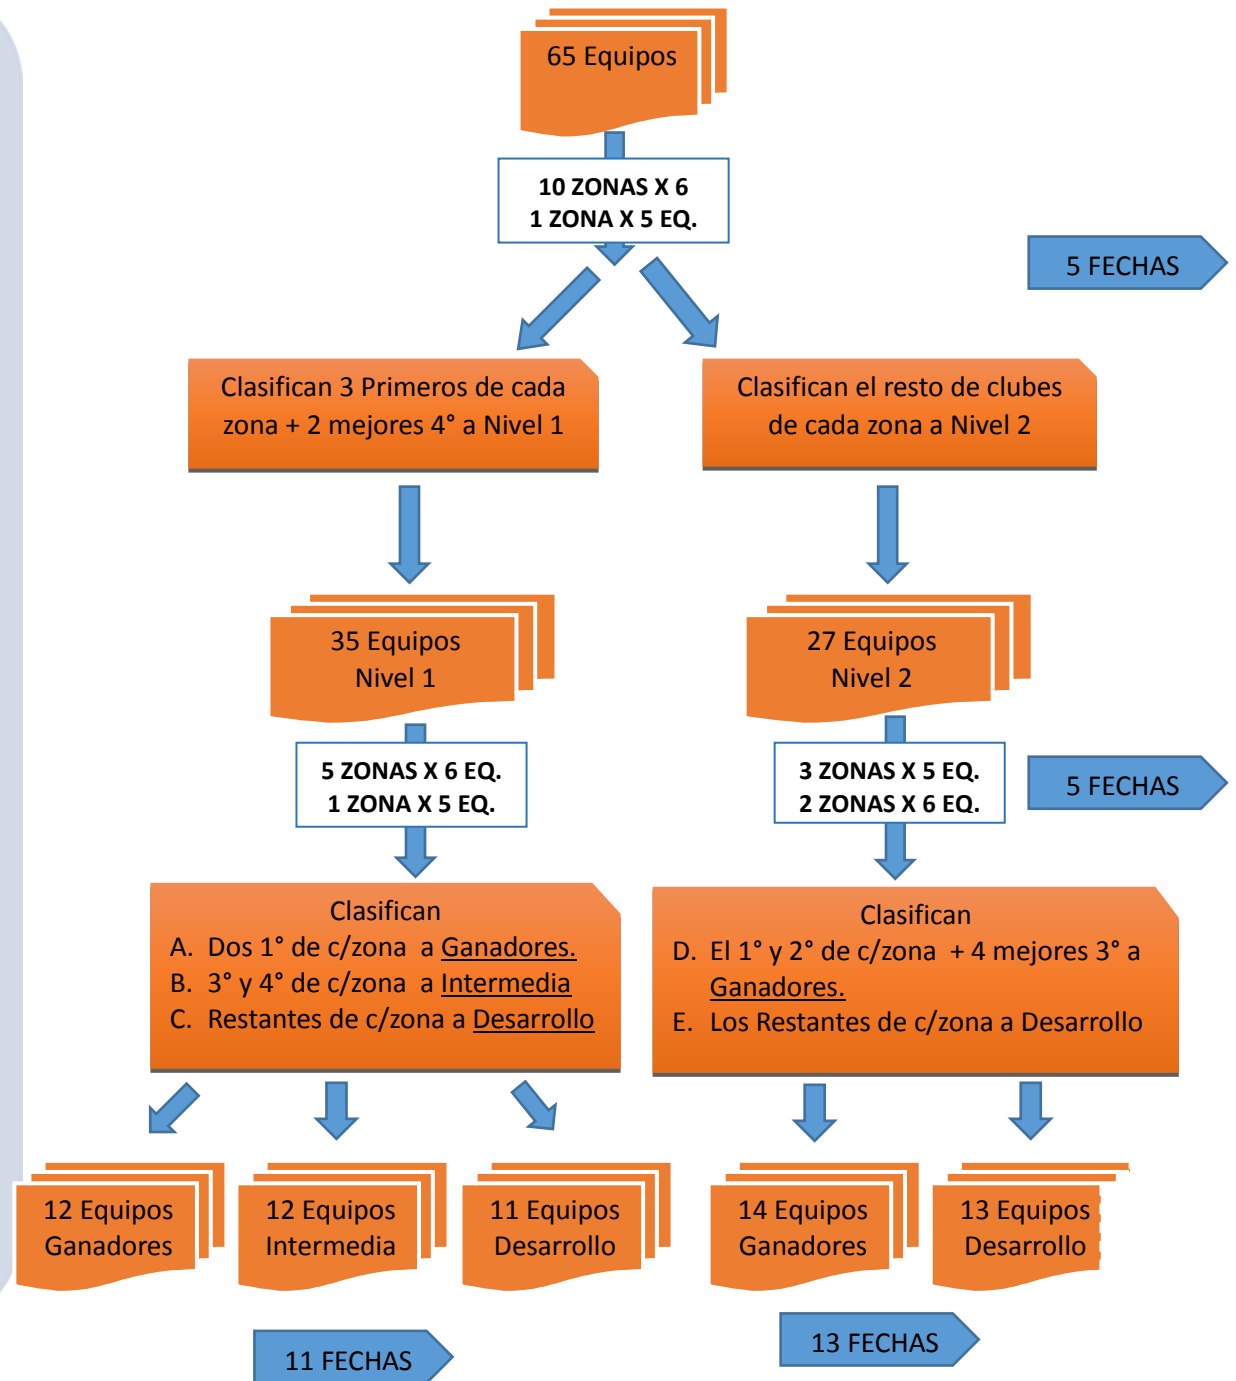 65 Equipos
10 ZONAS X 6
1 ZONA X 5 EQ.
5 FECHAS
Clasifican 3 Primeros de cada
zona + 2 mejores 4° a Nivel 1
Clasifican el resto de clubes
de cada zona a Nivel 2
35 Equipos
Nivel 1
27 Equipos
Nivel 2
5 ZONAS X 6 EQ.
1 ZONA X 5 EQ.
3 ZONAS X 5 EQ.
2 ZONAS X 6 EQ.
5 FECHAS
Clasifican
A. Dos 1° de c/zona a Ganadores.
B. 3° y 4° de c/zona a Intermedia
C. Restantes de c/zona a Desarrollo
Clasifican
D. El 1° y 2° de c/zona + 4 mejores 3° a
Ganadores.
E. Los Restantes de c/zona a Desarrollo
12 Equipos
Ganadores
12 Equipos
Intermedia
11 Equipos
Desarrollo
14 Equipos
Ganadores
13 Equipos
Desarrollo
11 FECHAS
13 FECHAS